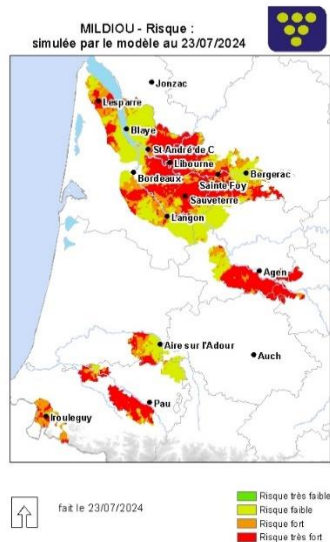 MILDIOU - Risque :
simulée par le modèle au 23/07/2024
Jonzac
Lesparre
Blaye
St André de C
Libourne
Bordeaux
Sainte Foy
Bergerac
Sauveterre
Langon
Agen
Aire sur l'Adour
Auch
Pau
Irouleguy
fait le 23/07/2024
Risque très faible
Risque faible
Risque fort
Risque très fort